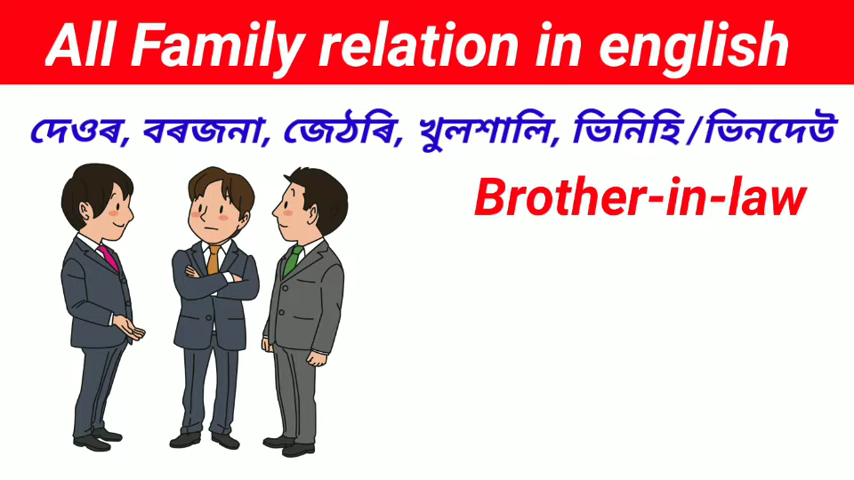 All Family relation in english
দেওৰ, বৰজনা, জেঠৰি, খুলশালি, ভিনিহি/ভিনদেউ
Brother-in-law